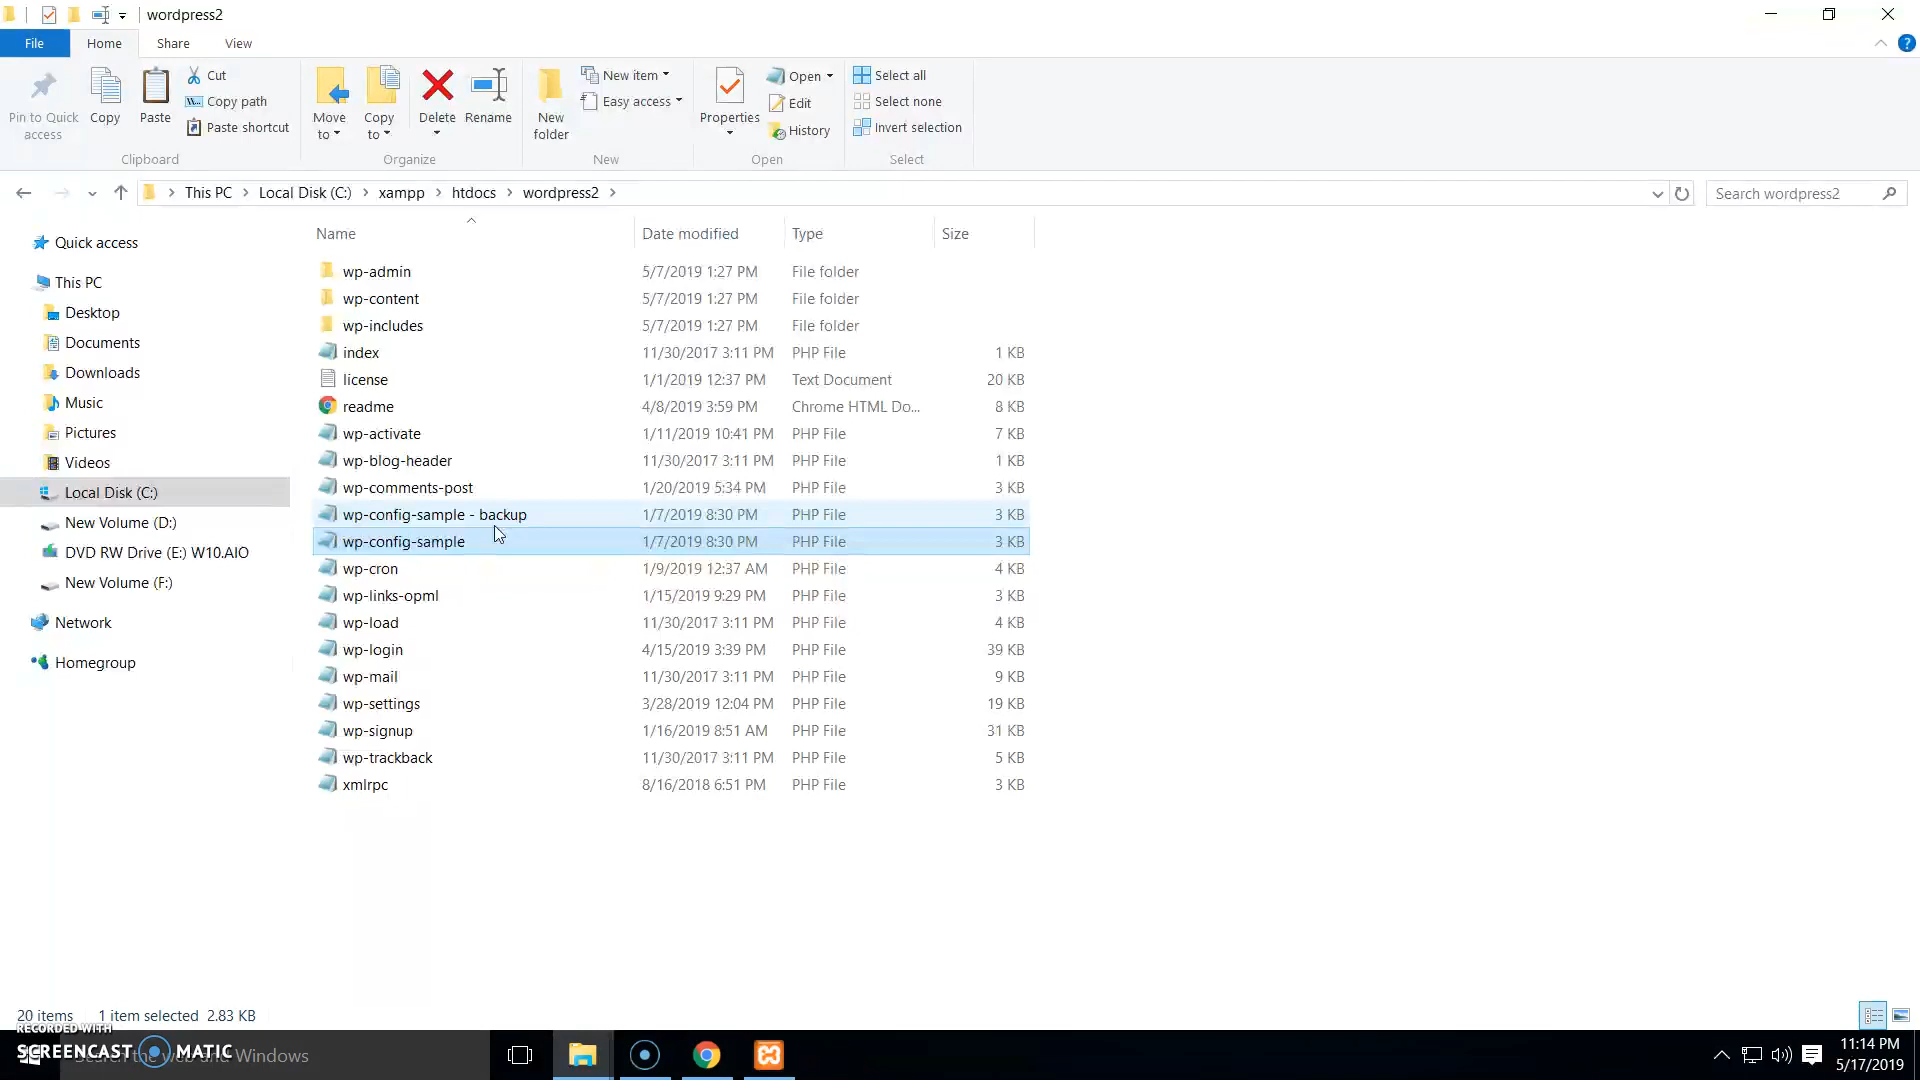 wordpress2
File Home Share View
Pin to Quick access
Copy
Paste
Cut
Copy path
Paste shortcut
Clipboard
Move to
Copy to
Delete
Rename
Organize
New folder
New item
Easy access
New
Properties
Open
Edit
History
Open
Select all
Select none
Invert selection
Select
This PC > Local Disk (C:) > xampp > htdocs > wordpress2 >
Search wordpress2
Quick access
This PC
Desktop
Documents
Downloads
Music
Pictures
Videos
Local Disk (C:)
New Volume (D:)
DVD RW Drive (E:) W10.AIO
New Volume (F:)
Network
Homegroup
Name Date modified Type Size
wp-admin 5/7/2019 1:27 PM File folder
wp-content 5/7/2019 1:27 PM File folder
wp-includes 5/7/2019 1:27 PM File folder
index 11/30/2017 3:11 PM PHP File 1 KB
license 1/1/2019 12:37 PM Text Document 20 KB
readme 4/8/2019 3:59 PM Chrome HTML Do... 8 KB
wp-activate 1/11/2019 10:41 PM PHP File 7 KB
wp-blog-header 11/30/2017 3:11 PM PHP File 1 KB
wp-comments-post 1/20/2019 5:34 PM PHP File 3 KB
wp-config-sample - backup 1/7/2019 8:30 PM PHP File 3 KB
wp-config-sample 1/7/2019 8:30 PM PHP File 3 KB
wp-cron 1/9/2019 12:37 AM PHP File 4 KB
wp-links-opml 1/15/2019 9:29 PM PHP File 3 KB
wp-load 11/30/2017 3:11 PM PHP File 4 KB
wp-login 4/15/2019 3:39 PM PHP File 39 KB
wp-mail 11/30/2017 3:11 PM PHP File 9 KB
wp-settings 3/28/2019 12:04 PM PHP File 19 KB
wp-signup 1/16/2019 8:51 AM PHP File 31 KB
wp-trackback 11/30/2017 3:11 PM PHP File 5 KB
xmlrpc 8/16/2018 6:51 PM PHP File 3 KB
20 items 1 item selected 2.83 KB
RECORDED WITH
SCREENCAST MATIC
Search the web and Windows
11:14 PM
5/17/2019